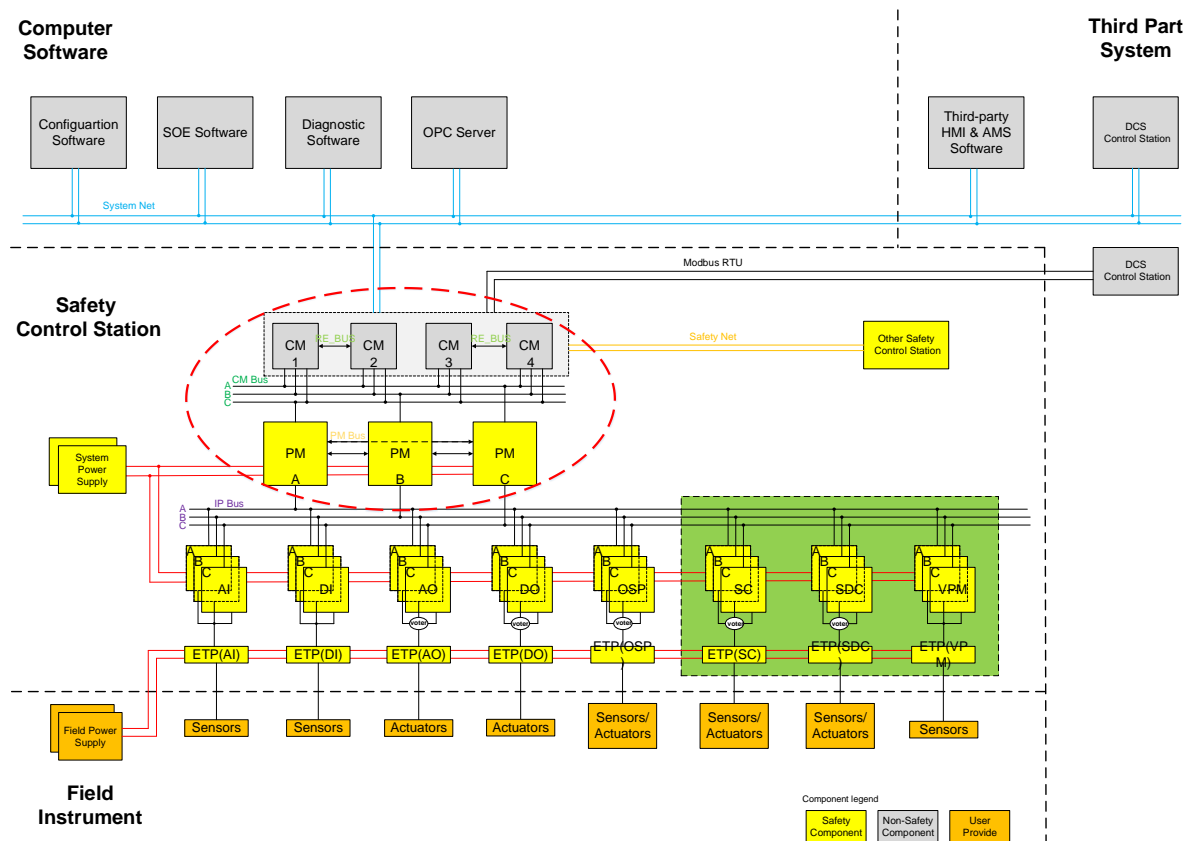 Computer
Software
Third Part
System
Configuartion
Software
SOE Software
Diagnostic
Software
OPC Server
Third-party
HMI & AMS
Software
DCS
Control Station
System Net
Modbus RTU
DCS
Control Station
Safety
Control Station
CM
1
RE_BUS
CM
2
CM
3
RE_BUS
CM
4
Safety Net
Other Safety
Control Station
CM Bus
A
B
C
PM
A
PM Bus
PM
B
PM
C
System
Power
Supply
IP Bus
A
B
C
A
B
C
AI
A
B
C
DI
A
B
C
AO
A
B
C
DO
A
B
C
OSP
A
B
C
SC
A
B
C
SDC
A
B
C
VPM
voter
voter
voter
voter
voter
ETP(AI)
ETP(DI)
ETP(AO)
ETP(DO)
ETP(OSP
)
ETP(SC)
ETP(SDC
)
ETP(VP
M)
Field Power
Supply
Sensors
Sensors
Actuators
Actuators
Sensors/
Actuators
Sensors/
Actuators
Sensors/
Actuators
Sensors
Field
Instrument
Component legend
Safety
Component
Non-Safety
Component
User
Provide